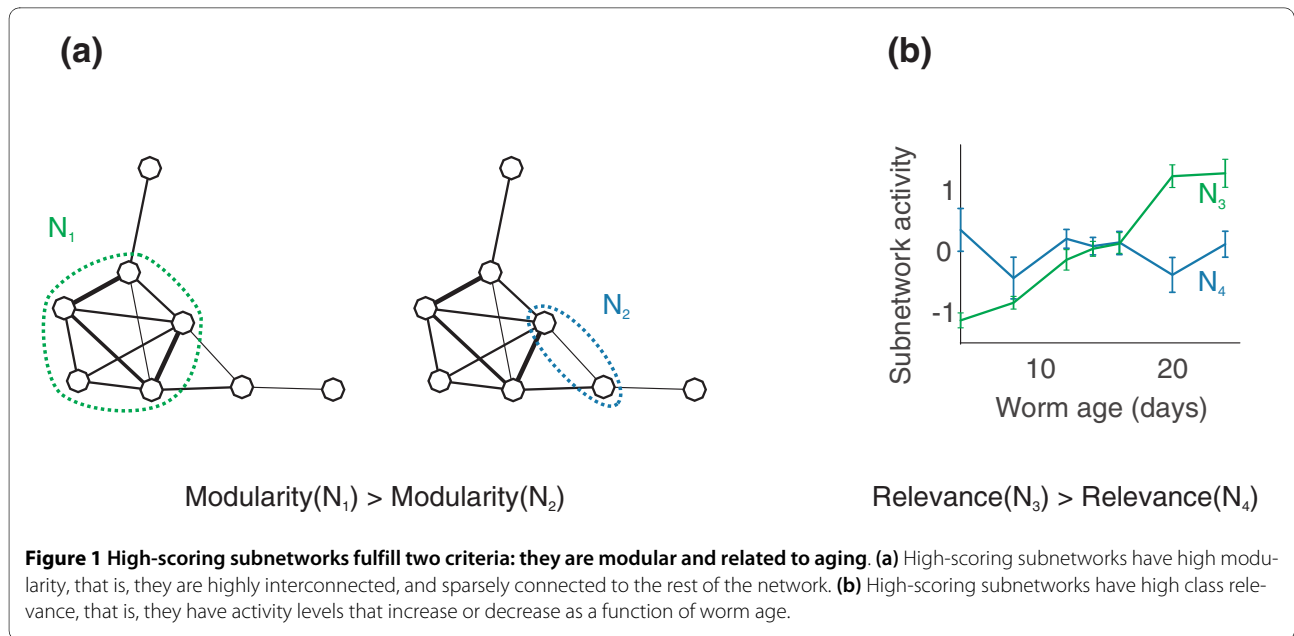 (a)
(b)
N₁
N₂
Subnetwork activity
1
0
-1
N₃
N₄
10
20
Worm age (days)
Modularity(N₁) > Modularity(N₂)
Relevance(N₃) > Relevance(N₄)
Figure 1 High-scoring subnetworks fulfill two criteria: they are modular and related to aging. (a) High-scoring subnetworks have high modu-
larity, that is, they are highly interconnected, and sparsely connected to the rest of the network. (b) High-scoring subnetworks have high class rele-
vance, that is, they have activity levels that increase or decrease as a function of worm age.